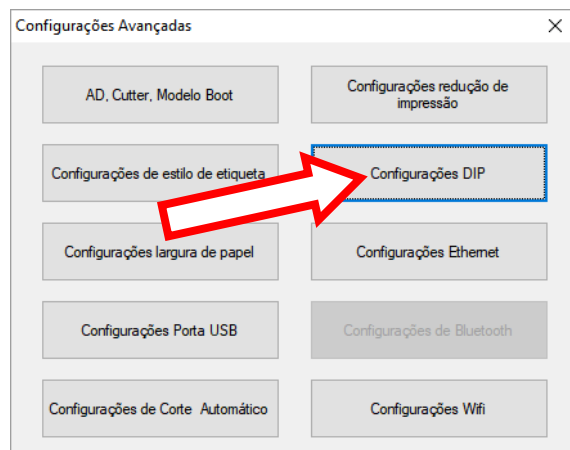 Configurações Avançadas
AD, Cutter, Modelo Boot
Configurações redução de
impressão
Configurações de estilo de etiqueta
Configurações DIP
Configurações largura de papel
Configurações Ethernet
Configurações Porta USB
Configurações de Bluetooth
Configurações de Corte Automático
Configurações Wifi